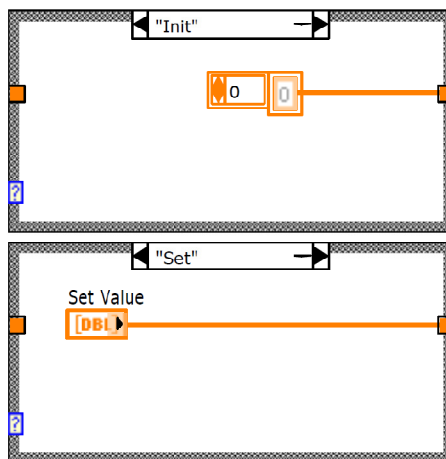 "Init"
0 0
?
"Set"
Set Value
[DBL]
?